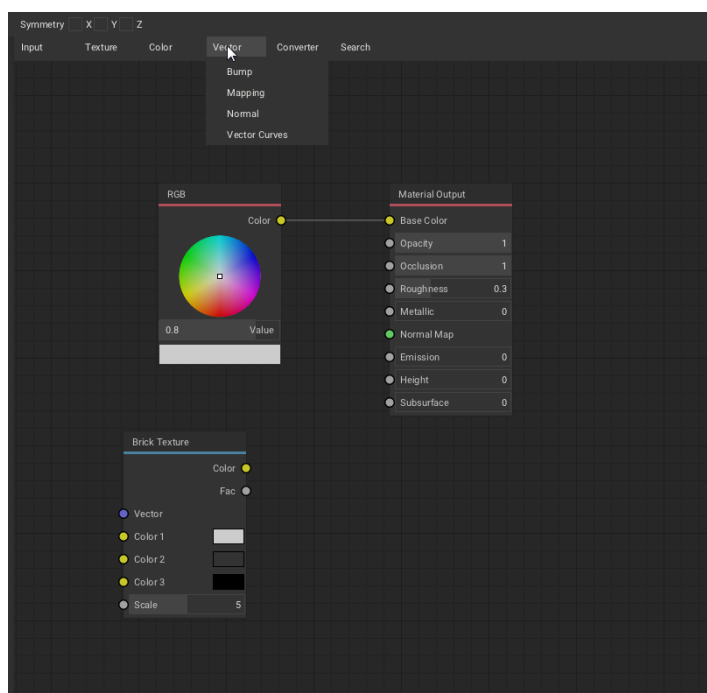 Symmetry X Y Z
Input Texture Color Vector Converter Search
Bump
Mapping
Normal
Vector Curves
RGB
Color
0.8 Value
Material Output
Base Color
Opacity 1
Occlusion 1
Roughness 0.3
Metallic 0
Normal Map
Emission 0
Height 0
Subsurface 0
Brick Texture
Color
Fac
Vector
Color 1
Color 2
Color 3
Scale 5